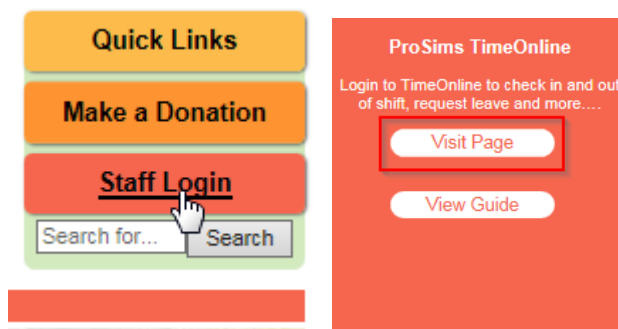 Quick Links
Make a Donation
Staff Login
Search for...
Search
ProSims TimeOnline
Login to TimeOnline to check in and out
of shift, request leave and more....
Visit Page
View Guide